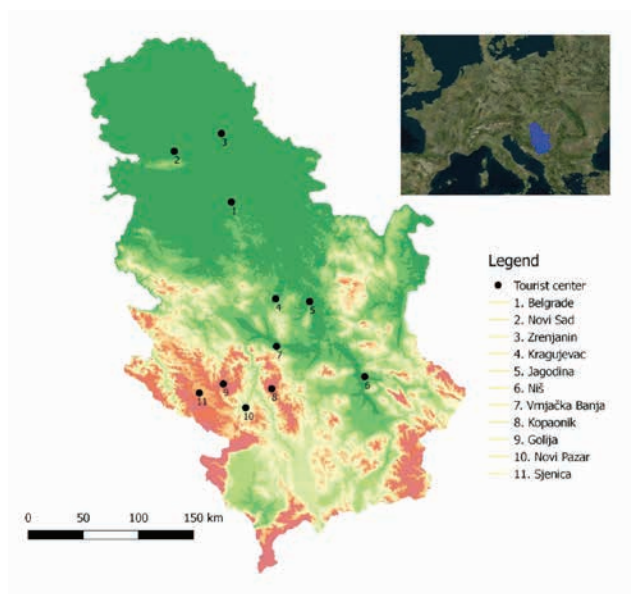 3
2
1
4
5
7
6
9
8
11
10
Legend
Tourist center
1. Belgrade
2. Novi Sad
3. Zrenjanin
4. Kragujevac
5. Jagodina
6. Niš
7. Vrnjačka Banja
8. Kopaonik
9. Golija
10. Novi Pazar
11. Sjenica
0 50 100 150 km